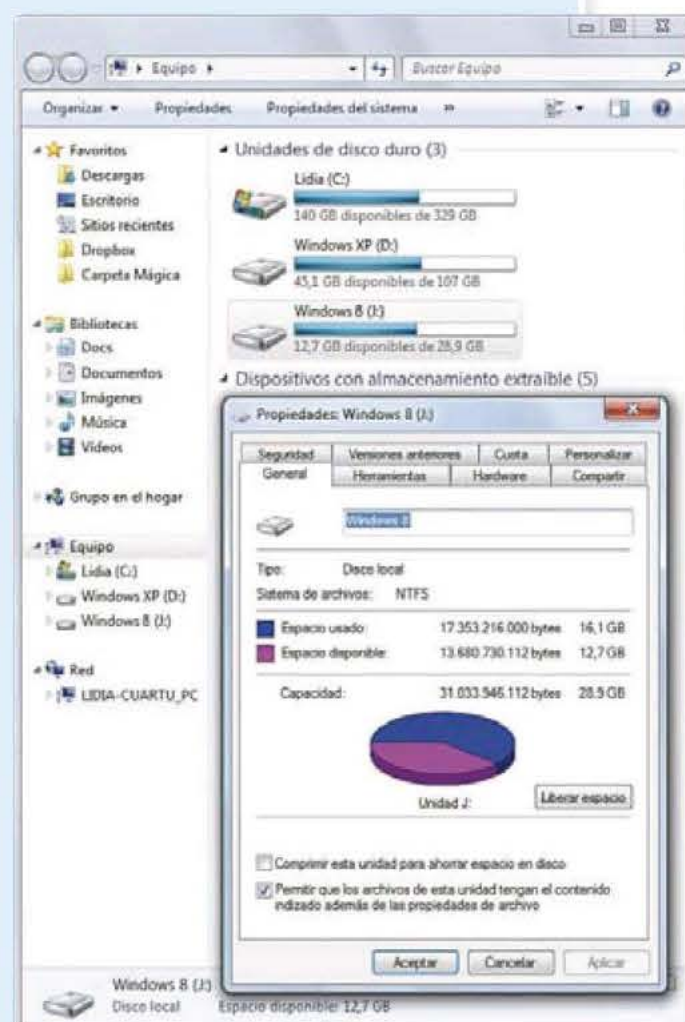 Equipo
Buscar Equipo
Organizar
Propiedades
Propiedades del sistema
»
Favoritos
Descargas
Escritorio
Sitios recientes
Dropbox
Carpeta Mágica
Bibliotecas
Docs
Documentos
Imágenes
Música
Vídeos
Grupo en el hogar
Equipo
Lidia (C:)
Windows XP (D:)
Windows 8 (J:)
Red
LIDIA-CUARTU_PC
Unidades de disco duro (3)
Lidia (C:)
140 GB disponibles de 329 GB
Windows XP (D:)
45,1 GB disponibles de 107 GB
Windows 8 (J:)
12,7 GB disponibles de 28,9 GB
Dispositivos con almacenamiento extraíble (5)
Propiedades: Windows 8 (J:)
Seguridad Versiones anteriores Cuota Personalizar
General Herramientas Hardware Compartir
Windows 8
Tipo: Disco local
Sistema de archivos: NTFS
Espacio usado: 17.353.216.000 bytes 16,1 GB
Espacio disponible: 13.680.730.112 bytes 12,7 GB
Capacidad: 31.033.946.112 bytes 28,9 GB
Unidad J:
Liberar espacio
Comprimir esta unidad para ahorrar espacio en disco
Permitir que los archivos de esta unidad tengan el contenido
indizado además de las propiedades de archivo
Aceptar Cancelar Aplicar
Windows 8 (J:)
Disco local Espacio disponible: 12,7 GB